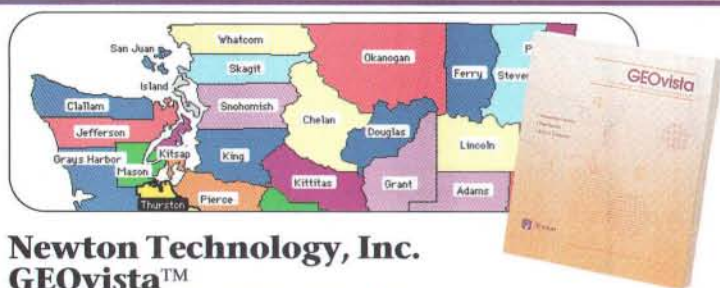 Whatcom
San Juan
Okanogan
P
Skagit
Ferry
Steve
Island
Clallam
Snohomish
Chelan
Douglas
Jefferson
Lincoln
Grays Harbor
Kitsap
King
Mason
Kittitas
Grant
Adams
Thurston
Pierce
GEOvista
Newton Technology, Inc.
GEOvista™